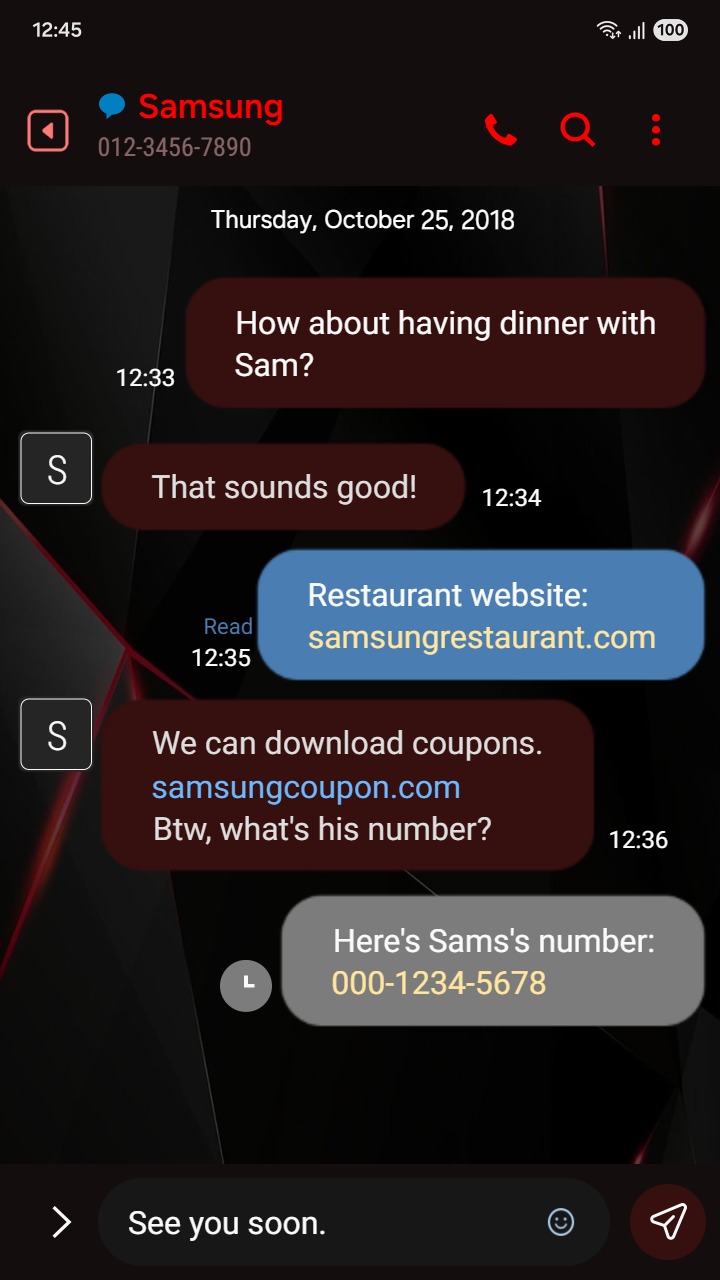 12:45
100
Samsung
012-3456-7890
Thursday, October 25, 2018
How about having dinner with
Sam?
12:33
S
That sounds good!
12:34
Restaurant website:
samsungrestaurant.com
Read
12:35
S
We can download coupons.
samsungcoupon.com
Btw, what's his number?
12:36
Here's Sams's number:
000-1234-5678
See you soon.